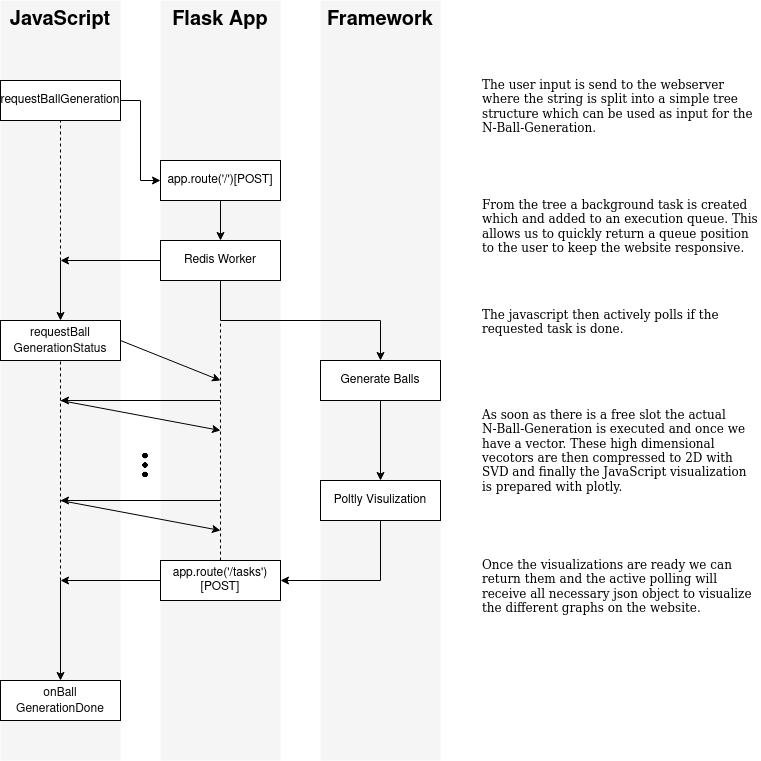 JavaScript
Flask App
Framework
requestBallGeneration
The user input is send to the webserver
where the string is split into a simple tree
structure which can be used as input for the
N-Ball-Generation.
app.route('/')[POST]
From the tree a background task is created
which and added to an execution queue. This
allows us to quickly return a queue position
to the user to keep the website responsive.
Redis Worker
The javascript then actively polls if the
requested task is done.
requestBall
GenerationStatus
Generate Balls
As soon as there is a free slot the actual
N-Ball-Generation is executed and once we
have a vector. These high dimensional
vecotors are then compressed to 2D with
SVD and finally the JavaScript visualization
is prepared with plotly.
Poltly Visulization
Once the visualizations are ready we can
return them and the active polling will
receive all necessary json object to visualize
the different graphs on the website.
app.route('/tasks')
[POST]
onBall
GenerationDone